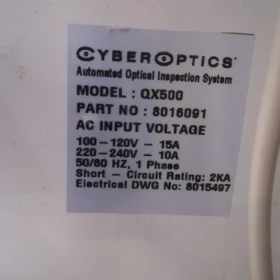 CYBEROPTICS®
Automated Optical Inspection System
MODEL : QX500
PART NO : 8016091
AC INPUT VOLTAGE
100-120V – 15A
220-240V – 10A
50/60 HZ, 1 Phase
Short – Circuit Rating: 2KA
Electrical DWG No: 8015497